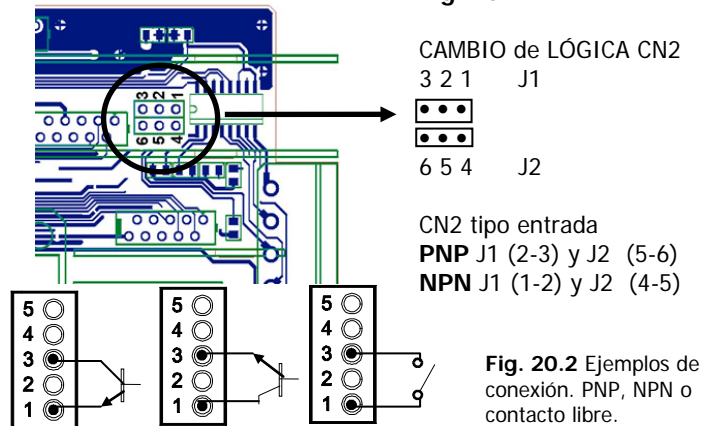 CAMBIO de LÓGICA CN2
3 2 1 J1
6 5 4 J2
CN2 tipo entrada
PNP J1 (2-3) y J2 (5-6)
NPN J1 (1-2) y J2 (4-5)
3 2 1
6 5 4
5
4
3
2
1
5
4
3
2
1
5
4
3
2
1
Fig. 20.2 Ejemplos de
conexión. PNP, NPN o
contacto libre.